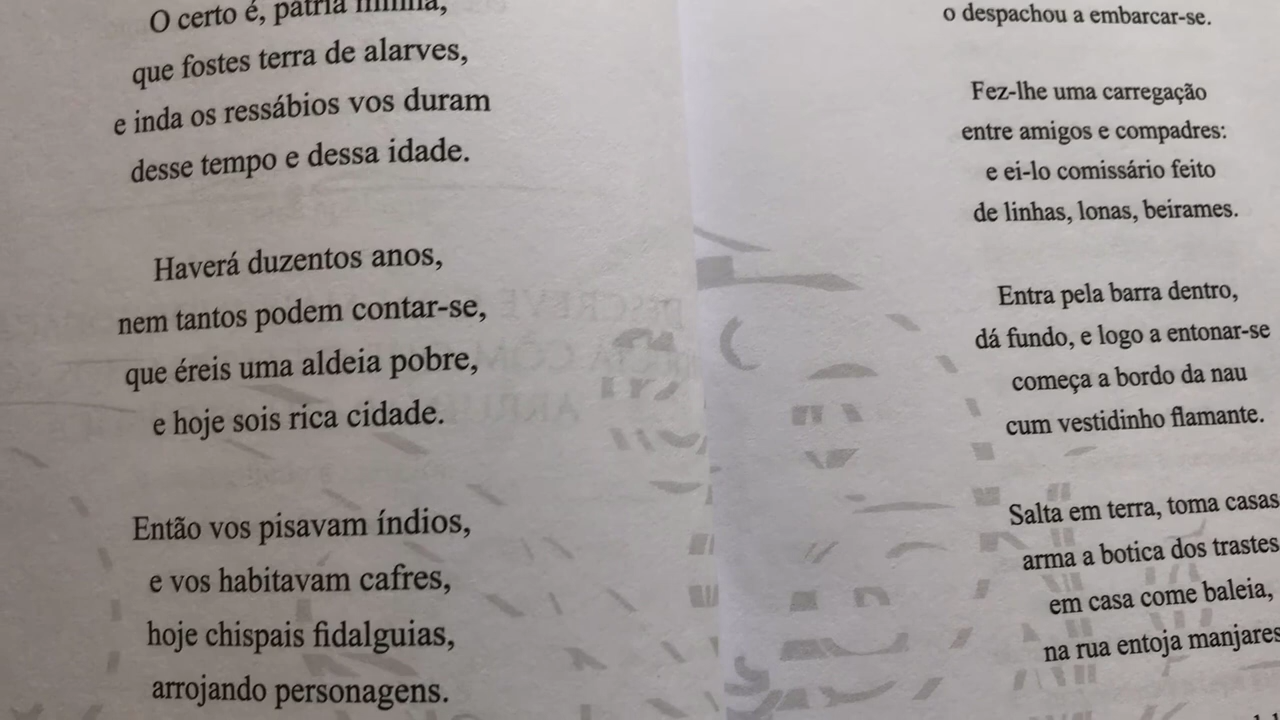 O certo é, pátria minha,
que fostes terra de alarves,
e inda os ressábios vos duram
desse tempo e dessa idade.
Haverá duzentos anos,
nem tantos podem contar-se,
que éreis uma aldeia pobre,
e hoje sois rica cidade.
Então vos pisavam índios,
e vos habitavam cafres,
hoje chispais fidalguias,
arrojando personagens.
o despachou a embarcar-se.
Fez-lhe uma carregação
entre amigos e compadres:
e ei-lo comissário feito
de linhas, lonas, beirames.
Entra pela barra dentro,
dá fundo, e logo a entonar-se
começa a bordo da nau
cum vestidinho flamante.
Salta em terra, toma casas
arma a botica dos trastes
em casa come baleia,
na rua entoja manjares